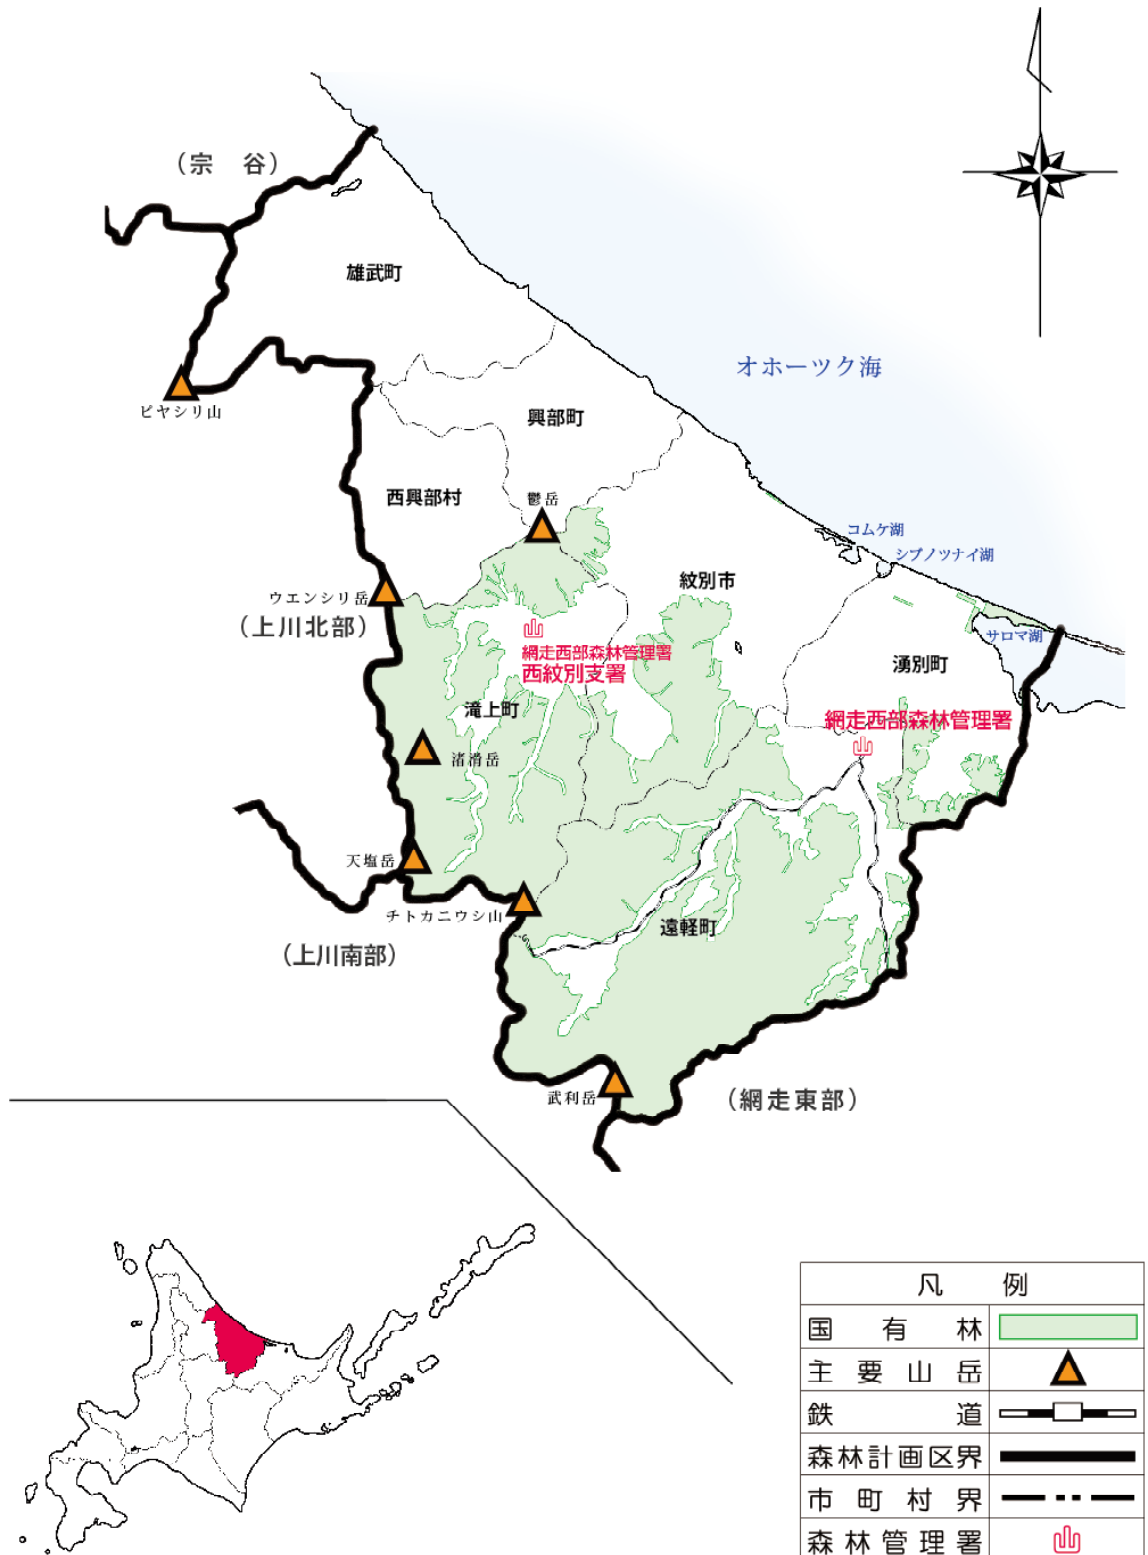 （宗　谷）
雄武町
オホーツク海
ピヤシリ山
興部町
西興部村
鬱岳
コムケ湖
シブノツナイ湖
紋別市
ウエンシリ岳
（上川北部）
サロマ湖
網走西部森林管理署
西紋別支署
湧別町
滝上町
網走西部森林管理署
渚滑岳
天塩岳
チトカニウシ山
遠軽町
（上川南部）
武利岳
（網走東部）
凡　例
国有林
主要山岳
鉄道
森林計画区界
市町村界
森林管理署